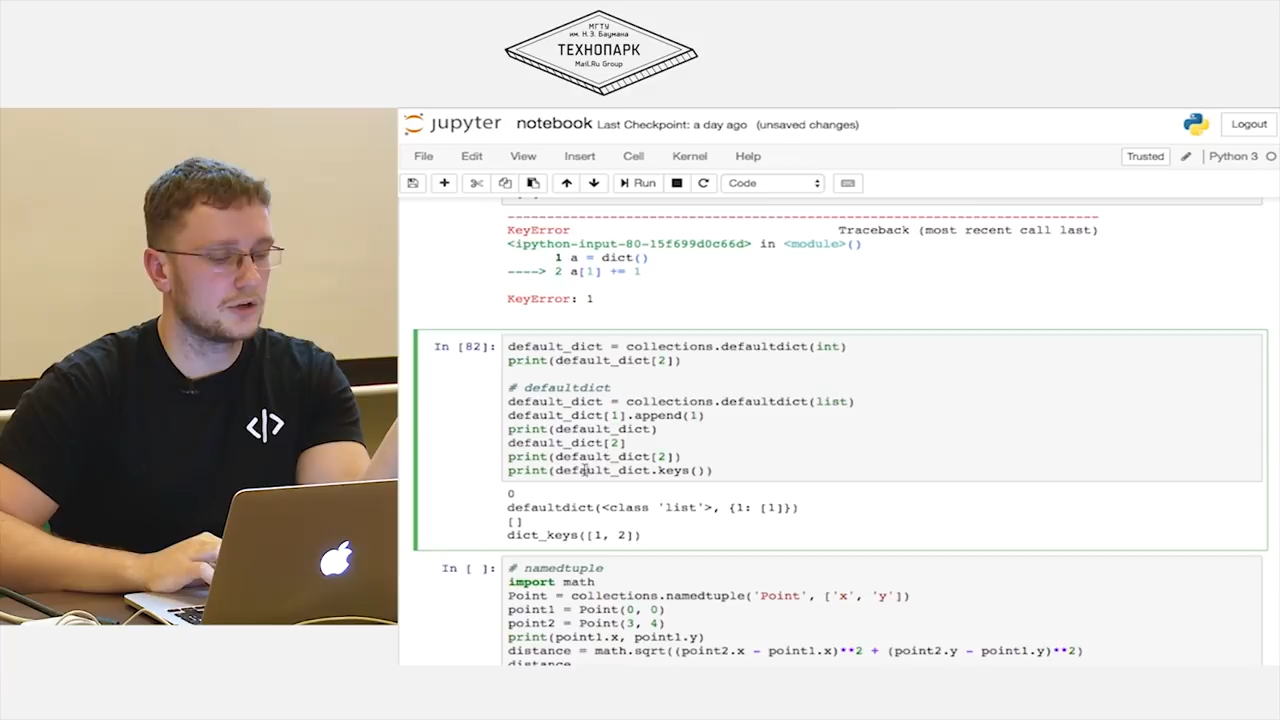 МГТУ
им. Н.Э. Баумана
ТЕХНОПАРК
Mail.Ru Group
jupyter notebook Last Checkpoint: a day ago (unsaved changes)
Logout
File Edit View Insert Cell Kernel Help
Trusted
Python 3
Run
Code
KeyError Traceback (most recent call last)
<ipython-input-80-15f699d0c66d> in <module>()
1 a = dict()
----> 2 a[1] += 1
KeyError: 1
In [82]:
default_dict = collections.defaultdict(int)
print(default_dict[2])
# defaultdict
default_dict = collections.defaultdict(list)
default_dict[1].append(1)
print(default_dict)
default_dict[2]
print(default_dict[2])
print(default_dict.keys())
0
defaultdict(<class 'list'>, {1: [1]})
[]
dict_keys([1, 2])
In [ ]:
# namedtuple
import math
Point = collections.namedtuple('Point', ['x', 'y'])
point1 = Point(0, 0)
point2 = Point(3, 4)
print(point1.x, point1.y)
distance = math.sqrt((point2.x - point1.x)**2 + (point2.y - point1.y)**2)
distance